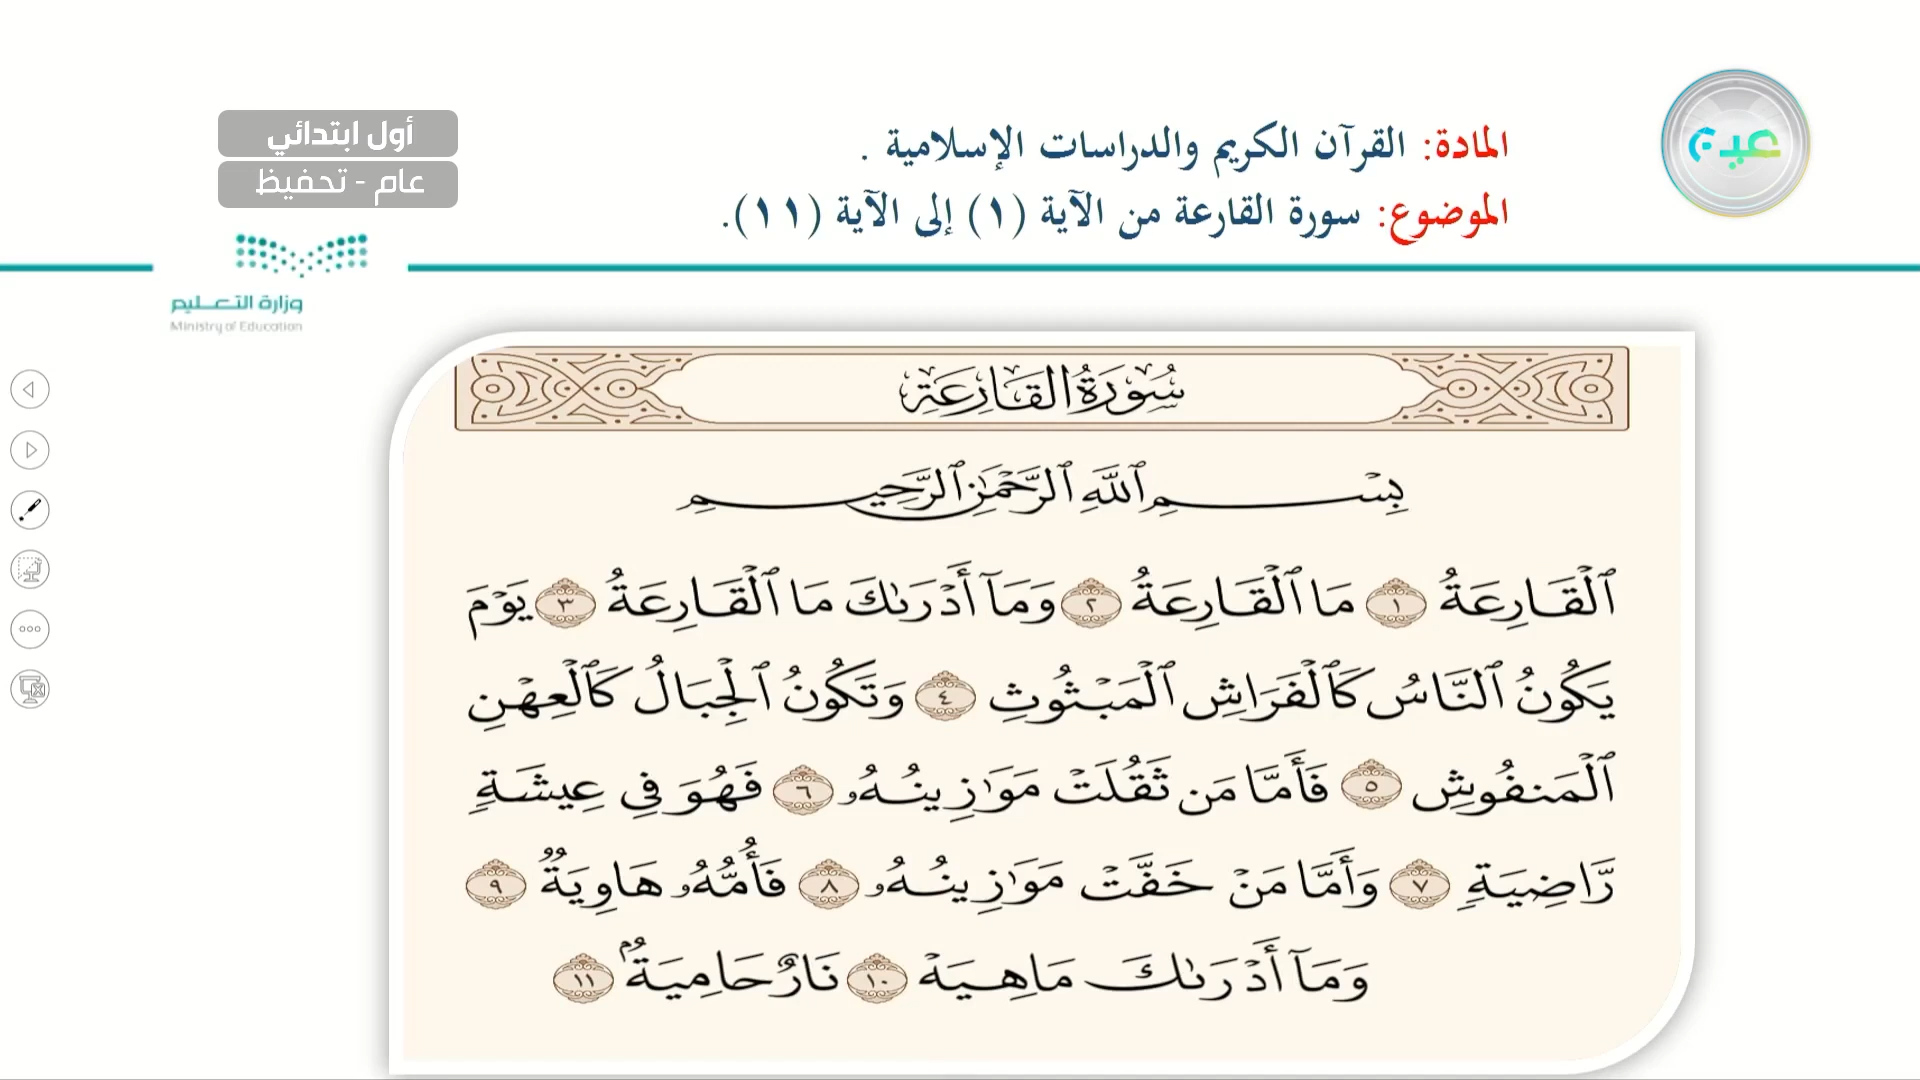 أول ابتدائي
عام - تحفيظ
المادة: القرآن الكريم والدراسات الإسلامية .
الموضوع: سورة القارعة من الآية (١) إلى الآية (١١).
عين
وزارة التعليم
Ministry of Education
سُورَةُ القَارِعَةِ
بِسْمِ ٱللَّهِ ٱلرَّحْمَٰنِ ٱلرَّحِيمِ
ٱلْقَارِعَةُ ١ مَا ٱلْقَارِعَةُ ٢ وَمَآ أَدْرَىٰكَ مَا ٱلْقَارِعَةُ ٣ يَوْمَ
يَكُونُ ٱلنَّاسُ كَٱلْفَرَاشِ ٱلْمَبْثُوثِ ٤ وَتَكُونُ ٱلْجِبَالُ كَٱلْعِهْنِ
ٱلْمَنفُوشِ ٥ فَأَمَّا مَن ثَقُلَتْ مَوَٰزِينُهُۥ ٦ فَهُوَ فِي عِيشَةٍ
رَّاضِيَةٍ ٧ وَأَمَّا مَنْ خَفَّتْ مَوَٰزِينُهُۥ ٨ فَأُمُّهُۥ هَاوِيَةٌ ٩
وَمَآ أَدْرَىٰكَ مَا هِيَهْ ١٠ نَارٌ حَامِيَةٌۢ ١١